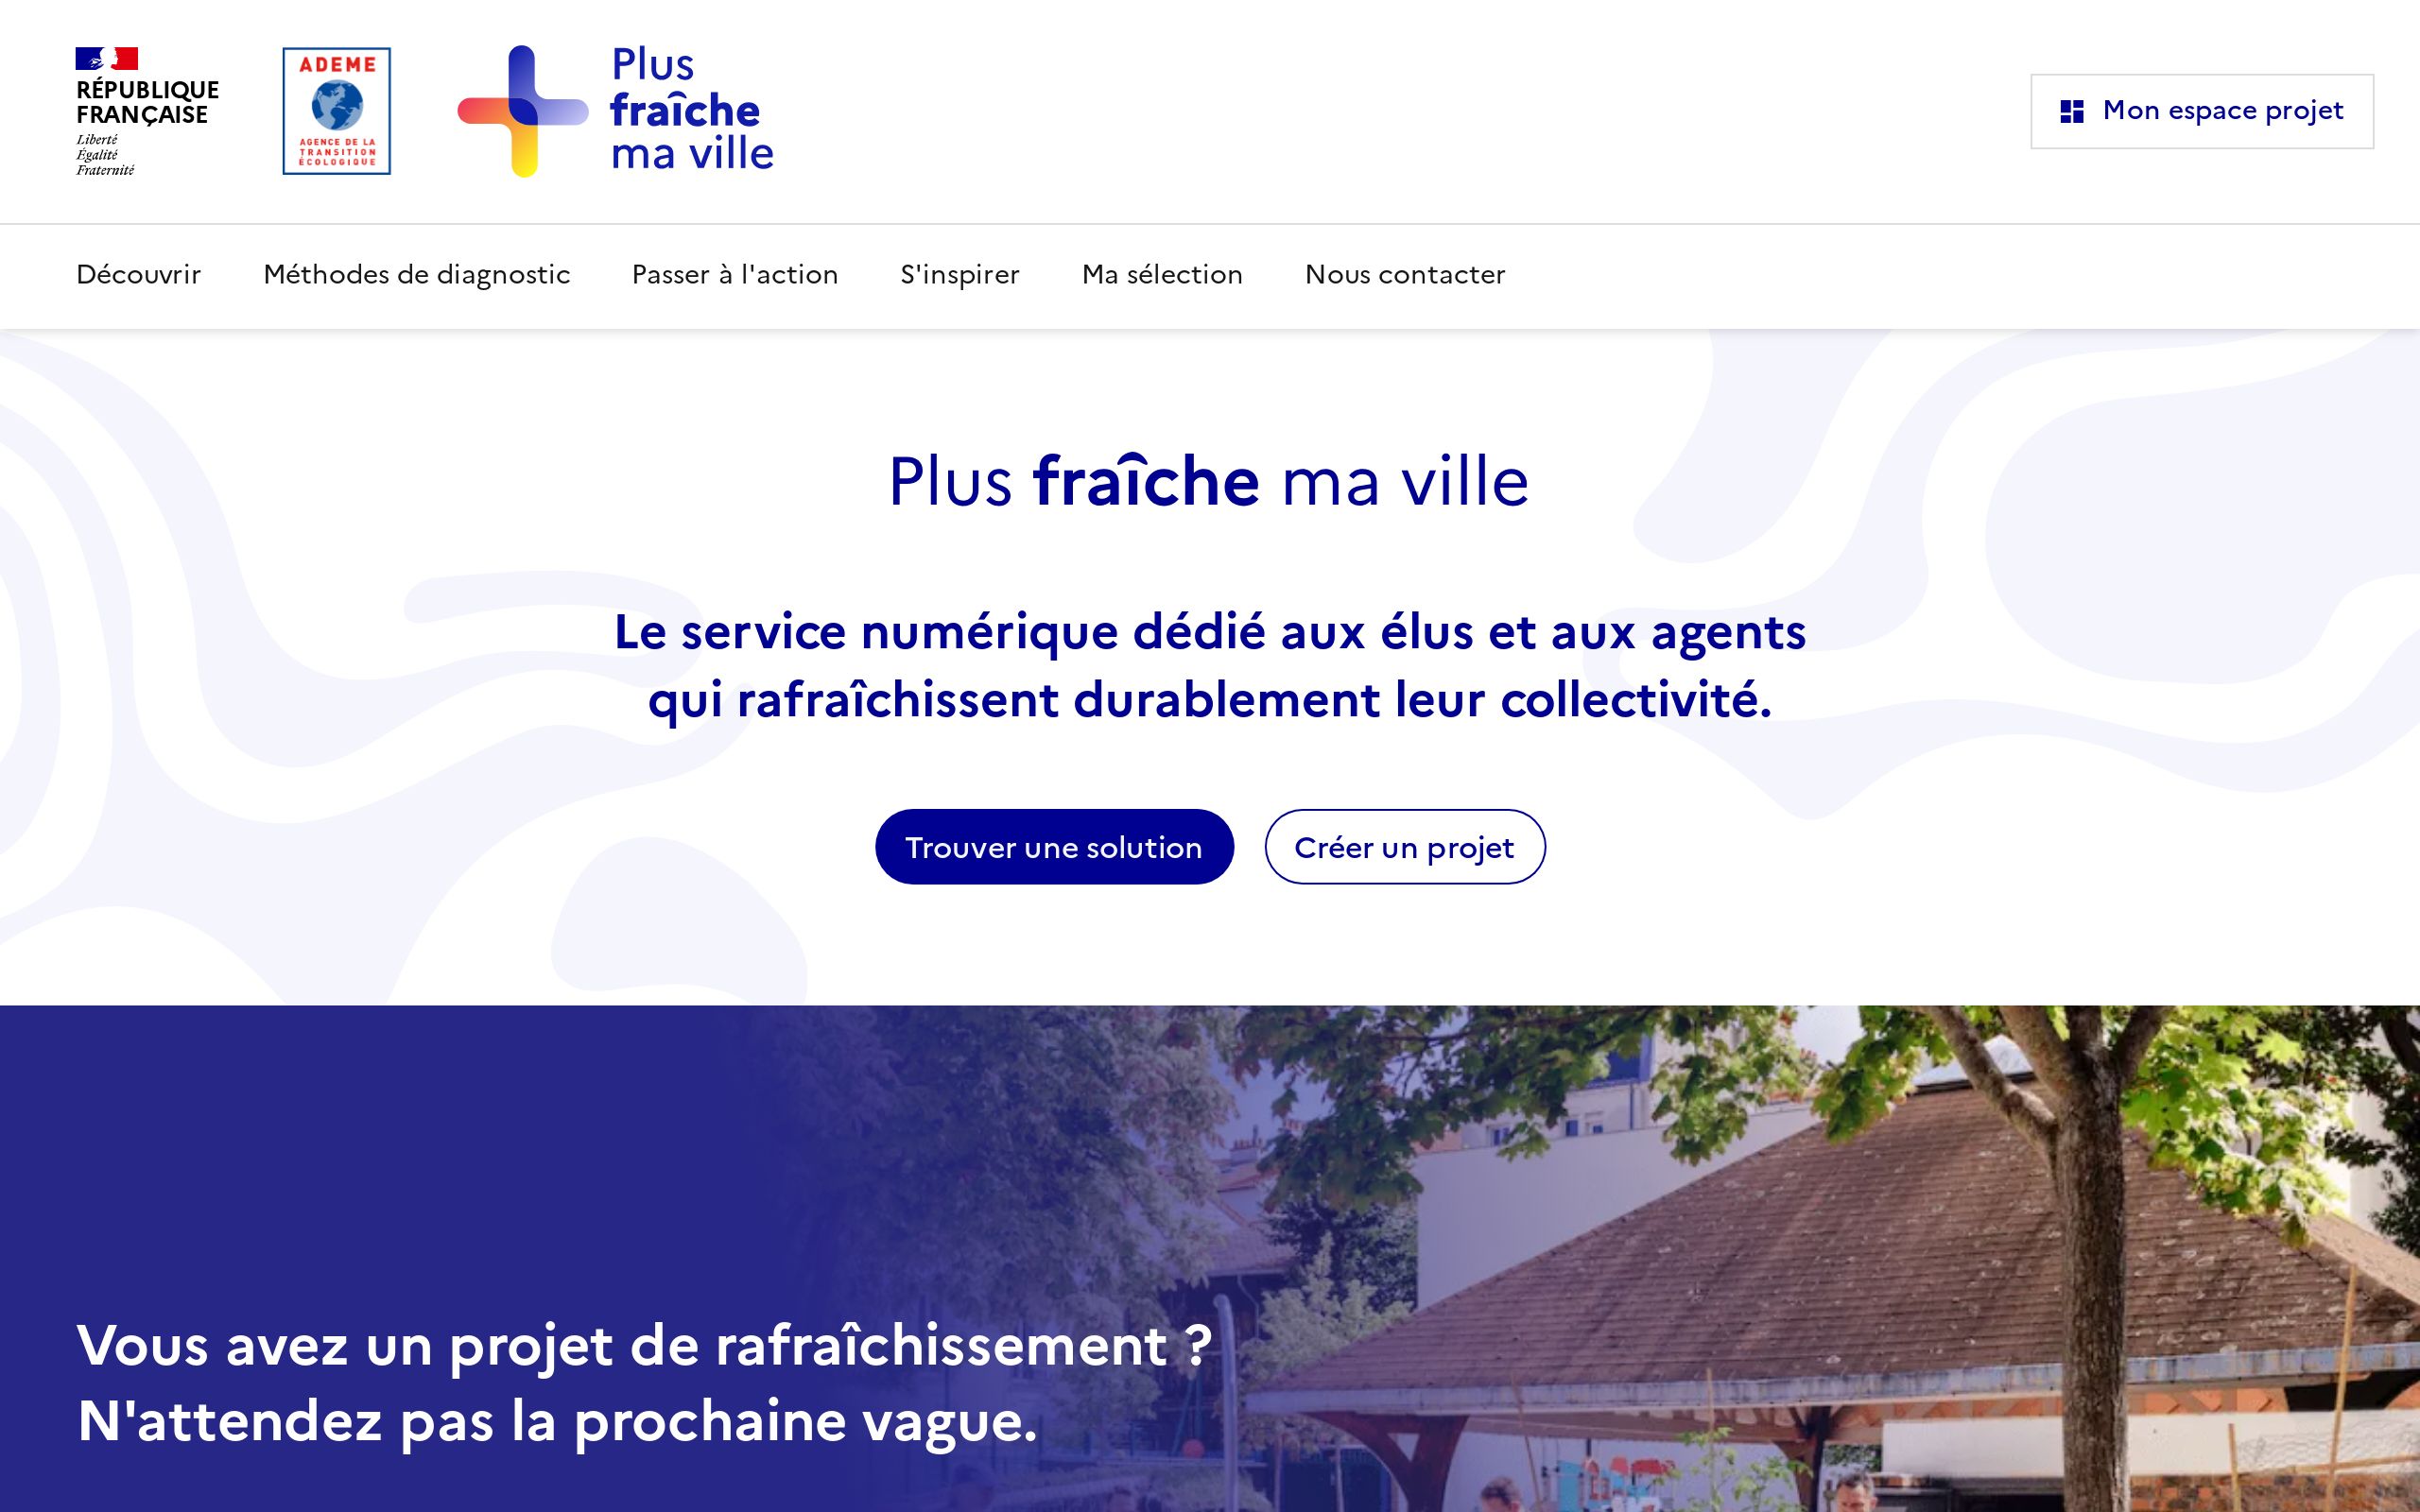 RÉPUBLIQUE
FRANÇAISE
Liberté
Égalité
Fraternité
ADEME
AGENCE DE LA
TRANSITION
ÉCOLOGIQUE
Plus
fraîche
ma ville
Mon espace projet
Découvrir
Méthodes de diagnostic
Passer à l'action
S'inspirer
Ma sélection
Nous contacter
Plus fraîche ma ville
Le service numérique dédié aux élus et aux agents
qui rafraîchissent durablement leur collectivité.
Trouver une solution
Créer un projet
Vous avez un projet de rafraîchissement ?
N'attendez pas la prochaine vague.